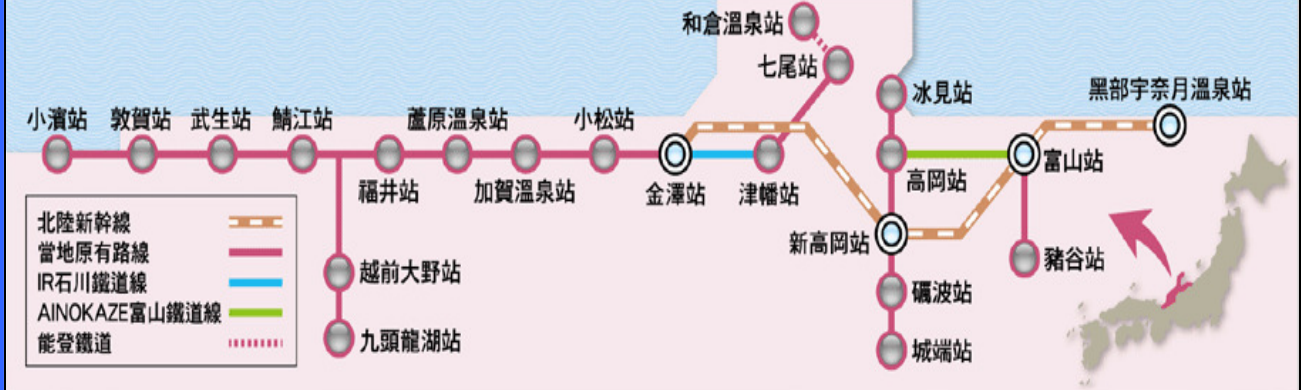 和倉溫泉站
七尾站
冰見站
黑部宇奈月溫泉站
小濱站
敦賀站
武生站
鯖江站
蘆原溫泉站
小松站
高岡站
富山站
福井站
加賀溫泉站
金澤站
津幡站
新高岡站
豬谷站
越前大野站
礪波站
九頭龍湖站
城端站
北陸新幹線
當地原有路線
IR石川鐵道線
AINOKAZE富山鐵道線
能登鐵道